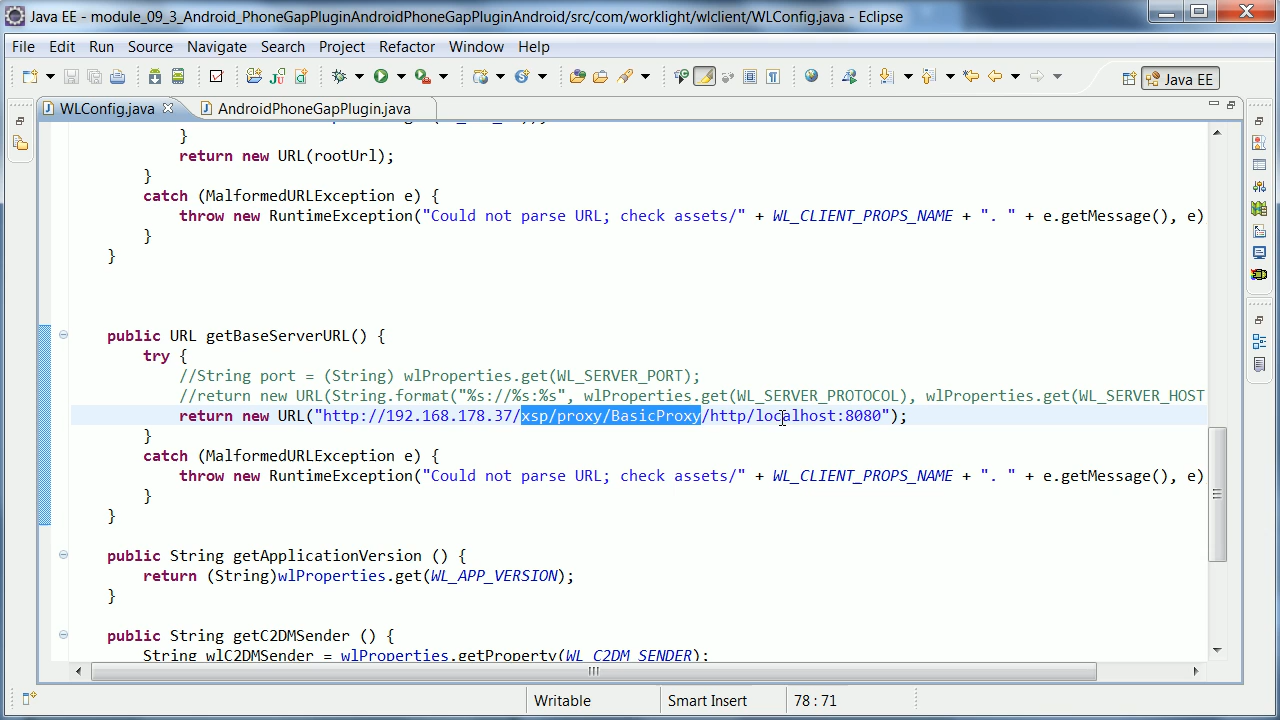 Java EE - module_09_3_Android_PhoneGapPluginAndroidPhoneGapPluginAndroid/src/com/worklight/wlclient/WLConfig.java - Eclipse
File Edit Run Source Navigate Search Project Refactor Window Help
Java EE
WLConfig.java AndroidPhoneGapPlugin.java
}
return new URL(rootUrl);
}
catch (MalformedURLException e) {
throw new RuntimeException("Could not parse URL; check assets/" + WL_CLIENT_PROPS_NAME + ". " + e.getMessage(), e)
}
}
public URL getBaseServerURL() {
try {
//String port = (String) wlProperties.get(WL_SERVER_PORT);
//return new URL(String.format("%s://%s:%s", wlProperties.get(WL_SERVER_PROTOCOL), wlProperties.get(WL_SERVER_HOST
return new URL("http://192.168.178.37/xsp/proxy/BasicProxy/http/localhost:8080");
}
catch (MalformedURLException e) {
throw new RuntimeException("Could not parse URL; check assets/" + WL_CLIENT_PROPS_NAME + ". " + e.getMessage(), e)
}
}
public String getApplicationVersion () {
return (String)wlProperties.get(WL_APP_VERSION);
}
public String getC2DMSender () {
String wlC2DMSender = wlProperties.getProperty(WL_C2DM_SENDER);
Writable Smart Insert 78 : 71